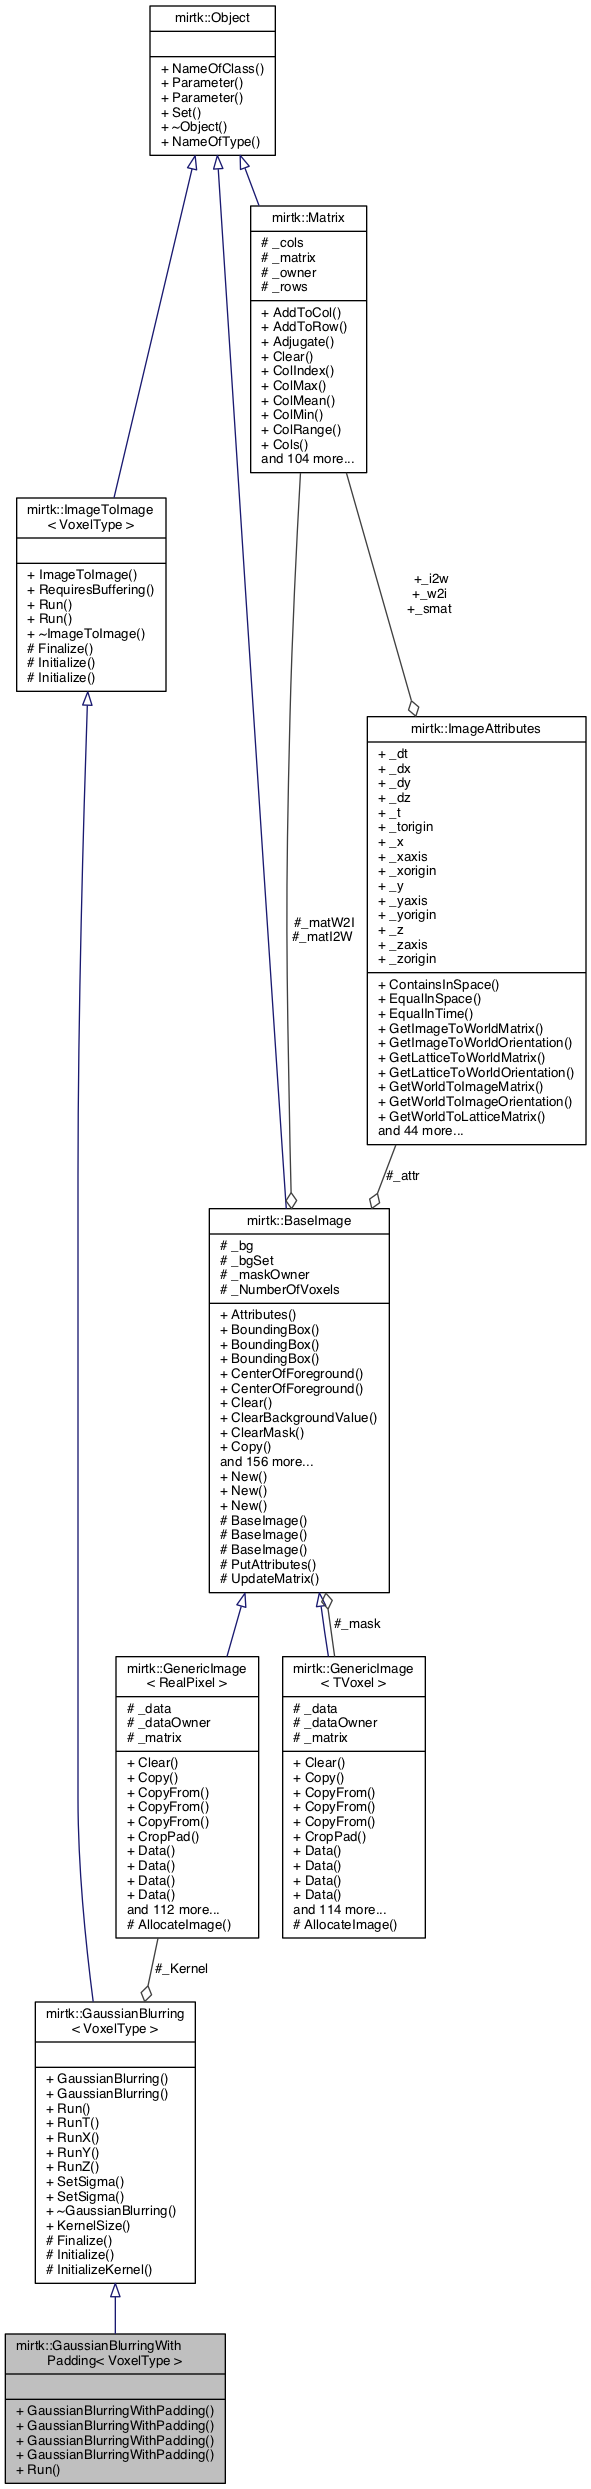 mirtk::Object
+ NameOfClass()
+ Parameter()
+ Parameter()
+ Set()
+ ~Object()
+ NameOfType()
mirtk::Matrix
# _cols
# _matrix
# _owner
# _rows
+ AddToCol()
+ AddToRow()
+ Adjugate()
+ Clear()
+ ColIndex()
+ ColMax()
+ ColMean()
+ ColMin()
+ ColRange()
+ Cols()
and 104 more...
mirtk::ImageToImage
< VoxelType >
+ ImageToImage()
+ RequiresBuffering()
+ Run()
+ Run()
+ ~ImageToImage()
# Finalize()
# Initialize()
# Initialize()
+_i2w
+_w2i
+_smat
mirtk::ImageAttributes
+ _dt
+ _dx
+ _dy
+ _dz
+ _t
+ _torigin
+ _x
+ _xaxis
+ _xorigin
+ _y
+ _yaxis
+ _yorigin
+ _z
+ _zaxis
+ _zorigin
+ ContainsInSpace()
+ EqualInSpace()
+ EqualInTime()
+ GetImageToWorldMatrix()
+ GetImageToWorldOrientation()
+ GetLatticeToWorldMatrix()
+ GetLatticeToWorldOrientation()
+ GetWorldToImageMatrix()
+ GetWorldToImageOrientation()
+ GetWorldToLatticeMatrix()
and 44 more...
#_matW2I
#_matI2W
#_attr
mirtk::BaseImage
# _bg
# _bgSet
# _maskOwner
# _NumberOfVoxels
+ Attributes()
+ BoundingBox()
+ BoundingBox()
+ BoundingBox()
+ CenterOfForeground()
+ CenterOfForeground()
+ Clear()
+ ClearBackgroundValue()
+ ClearMask()
+ Copy()
and 156 more...
+ New()
+ New()
+ New()
# BaseImage()
# BaseImage()
# BaseImage()
# PutAttributes()
# UpdateMatrix()
#_mask
mirtk::GenericImage
< RealPixel >
# _data
# _dataOwner
# _matrix
+ Clear()
+ Copy()
+ CopyFrom()
+ CopyFrom()
+ CopyFrom()
+ CropPad()
+ Data()
+ Data()
+ Data()
+ Data()
and 112 more...
# AllocateImage()
mirtk::GenericImage
< TVoxel >
# _data
# _dataOwner
# _matrix
+ Clear()
+ Copy()
+ CopyFrom()
+ CopyFrom()
+ CopyFrom()
+ CropPad()
+ Data()
+ Data()
+ Data()
+ Data()
and 114 more...
# AllocateImage()
#_Kernel
mirtk::GaussianBlurring
< VoxelType >
+ GaussianBlurring()
+ GaussianBlurring()
+ Run()
+ RunT()
+ RunX()
+ RunY()
+ RunZ()
+ SetSigma()
+ SetSigma()
+ ~GaussianBlurring()
+ KernelSize()
# Finalize()
# Initialize()
# InitializeKernel()
mirtk::GaussianBlurringWith
Padding< VoxelType >
+ GaussianBlurringWithPadding()
+ GaussianBlurringWithPadding()
+ GaussianBlurringWithPadding()
+ GaussianBlurringWithPadding()
+ Run()